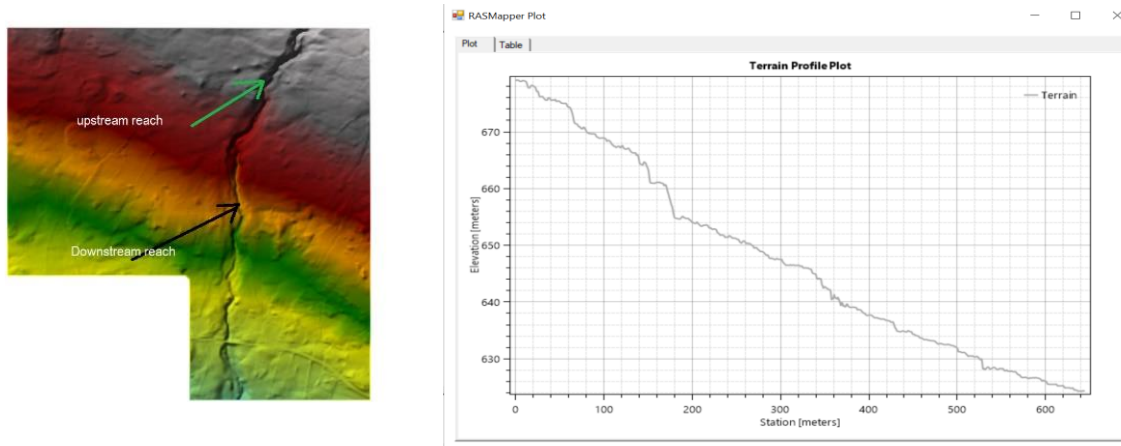 upstream reach
Downstream reach
RASMapper Plot
Plot Table
Terrain Profile Plot
Terrain
Elevation [meters]
670
660
650
640
630
0 100 200 300 400 500 600
Station [meters]